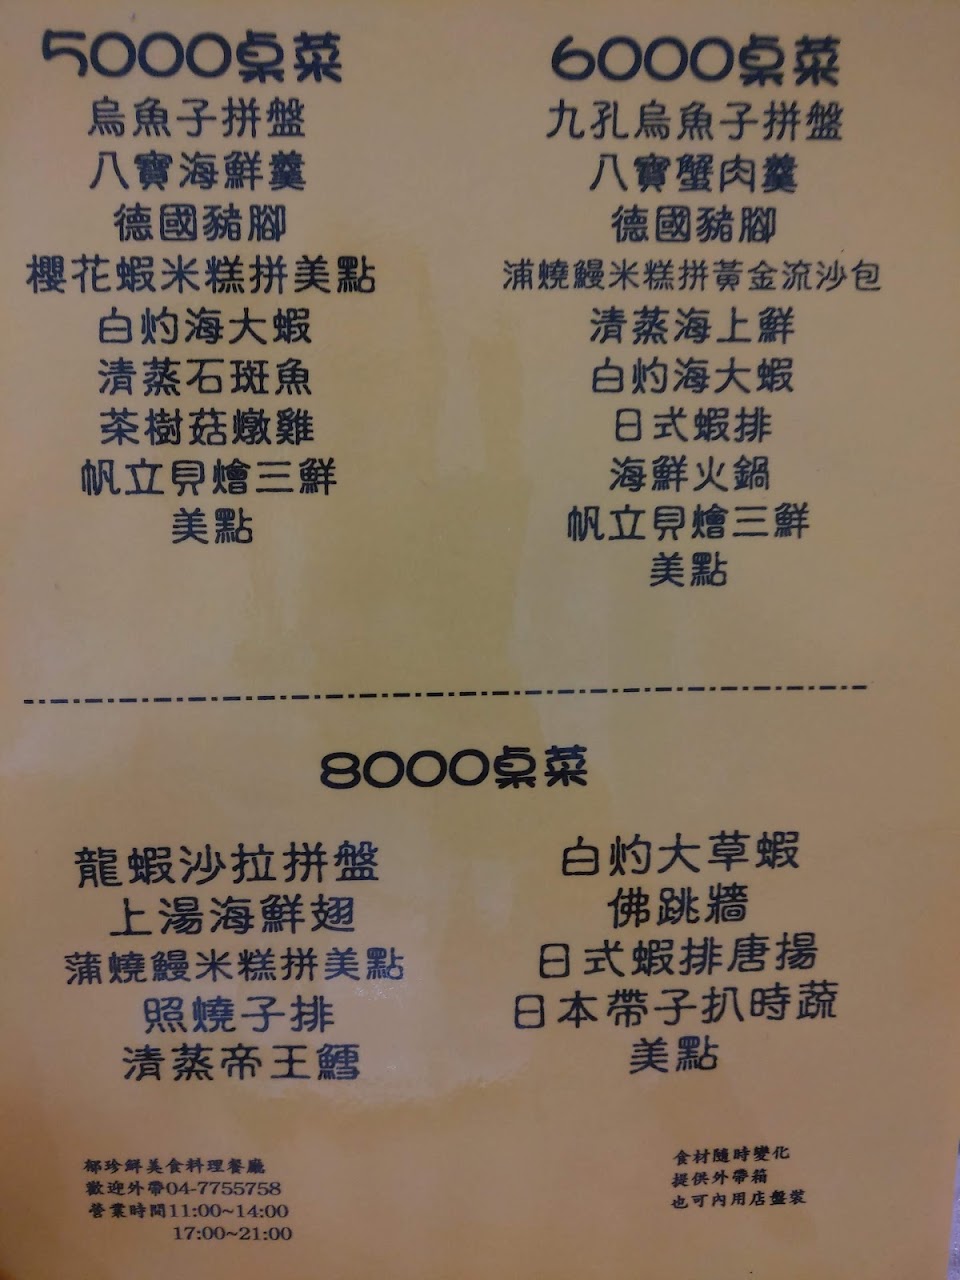 5000桌菜
烏魚子拼盤
八寶海鮮羹
德國豬腳
櫻花蝦米糕拼美點
白灼海大蝦
清蒸石斑魚
茶樹菇燉雞
帆立貝燴三鮮
美點
6000桌菜
九孔烏魚子拼盤
八寶蟹肉羹
德國豬腳
浦燒鰻米糕拼黃金流沙包
清蒸海上鮮
白灼海大蝦
日式蝦排
海鮮火鍋
帆立貝燴三鮮
美點
8000桌菜
龍蝦沙拉拼盤
上湯海鮮翅
蒲燒鰻米糕拼美點
照燒子排
清蒸帝王鱈
白灼大草蝦
佛跳牆
日式蝦排唐揚
日本帶子扒時蔬
美點
郁珍鮮美食料理餐廳
歡迎外帶04-7755758
營業時間11:00~14:00
17:00~21:00
食材隨時變化
提供外帶箱
也可內用店盤裝